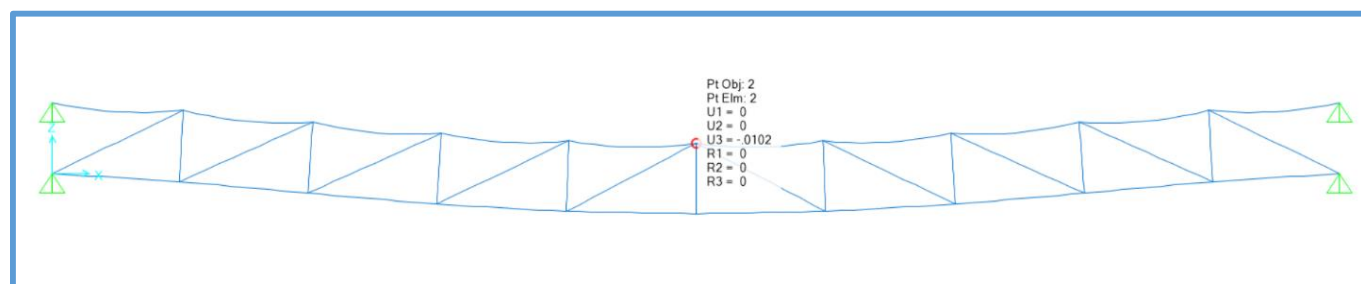 Pt Obj: 2
Pt Elm: 2
U1 = 0
U2 = 0
U3 = -.0102
R1 = 0
R2 = 0
R3 = 0
Z
X